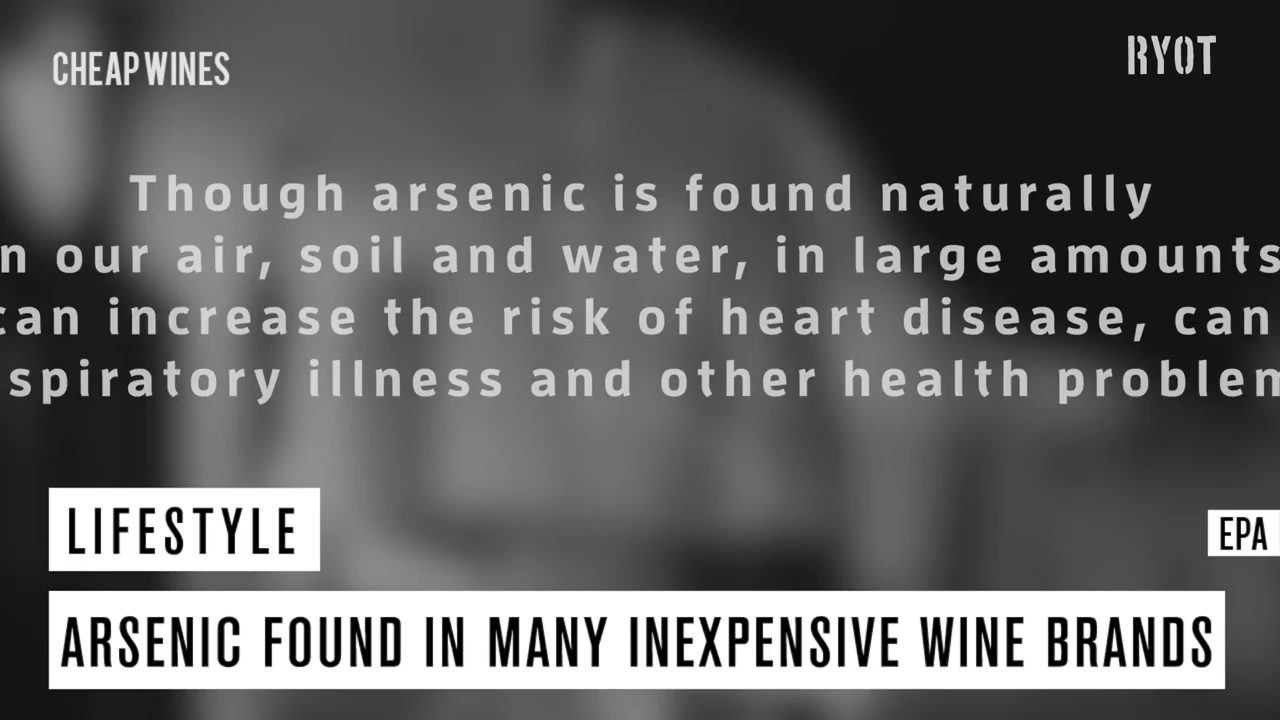 CHEAP WINES
RYOT
Though arsenic is found naturally
n our air, soil and water, in large amounts
can increase the risk of heart disease, can
spiratory illness and other health problem
LIFESTYLE
EPA
ARSENIC FOUND IN MANY INEXPENSIVE WINE BRANDS